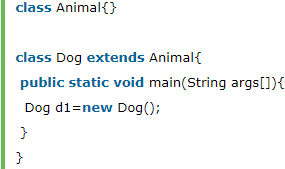 class Animal{}
class Dog extends Animal{
public static void main(String args[]){
Dog d1=new Dog();
}
}